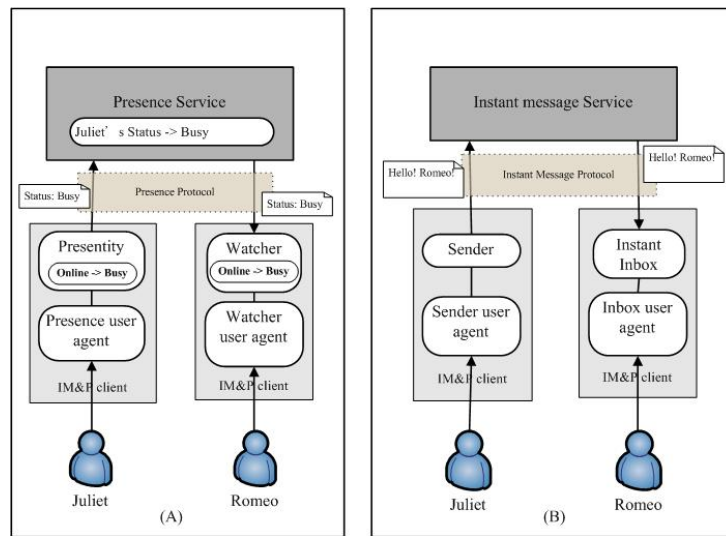 Presence Service
Juliet' s Status -> Busy
Status: Busy
Presence Protocol
Status: Busy
Presentity
Online -> Busy
Watcher
Online -> Busy
Presence user
agent
Watcher
user agent
IM&P client
IM&P client
Juliet
Romeo
(A)
Instant message Service
Hello! Romeo!
Instant Message Protocol
Hello! Romeo!
Sender
Instant
Inbox
Sender user
agent
Inbox user
agent
IM&P client
IM&P client
Juliet
Romeo
(B)